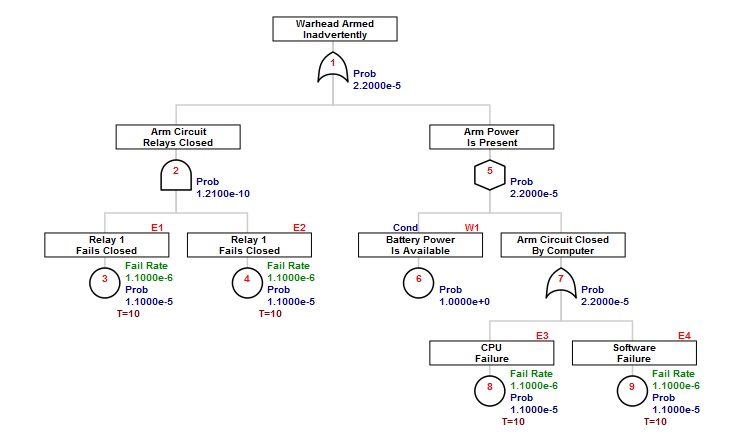 Warhead Armed
Inadvertently
1
Prob
2.2000e-5
Arm Circuit
Relays Closed
2
Prob
1.2100e-10
Arm Power
Is Present
5
Prob
2.2000e-5
E1
Relay 1
Fails Closed
3
Fail Rate
1.1000e-6
Prob
1.1000e-5
T=10
E2
Relay 1
Fails Closed
4
Fail Rate
1.1000e-6
Prob
1.1000e-5
T=10
Cond W1
Battery Power
Is Available
6
Prob
1.0000e+0
Arm Circuit Closed
By Computer
7
Prob
2.2000e-5
E3
CPU
Failure
8
Fail Rate
1.1000e-6
Prob
1.1000e-5
T=10
E4
Software
Failure
9
Fail Rate
1.1000e-6
Prob
1.1000e-5
T=10